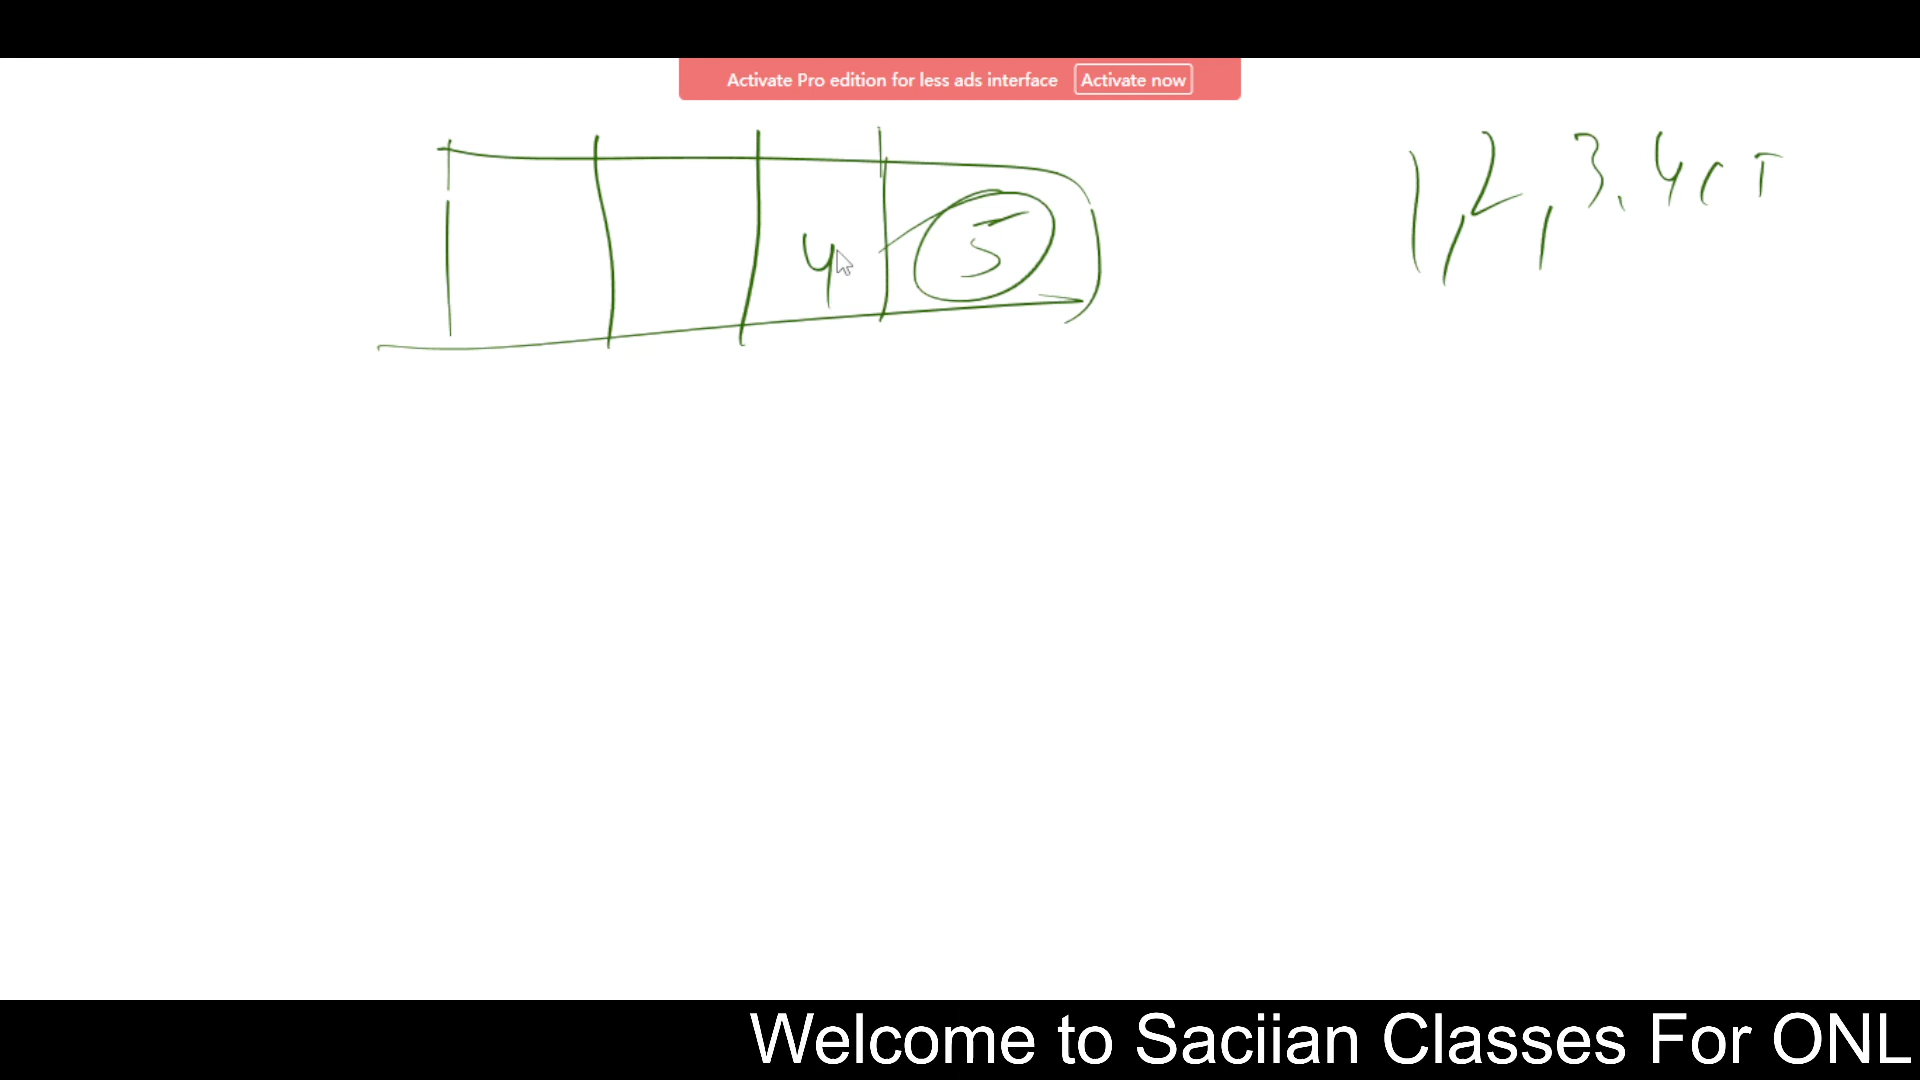 Activate Pro edition for less ads interface Activate now
4 5
1, 2, 3, 4
Welcome to Saciian Classes For ONL